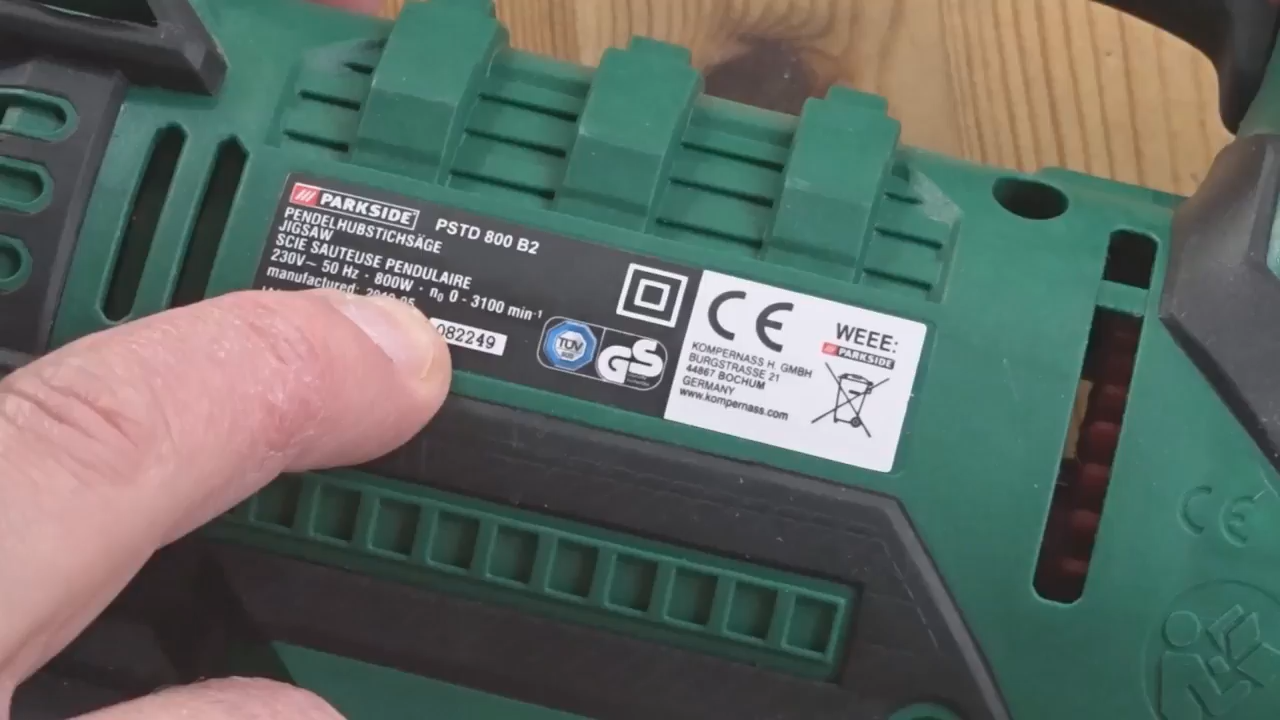 PARKSIDE
PSTD 800 B2
PENDELHUBSTICHSÄGE
JIGSAW
SCIE SAUTEUSE PENDULAIRE
230V~ 50 Hz · 800W · n₀ 0 - 3100 min⁻¹
manufactured:
082249
TÜV
SÜD
GS
CE
WEEE:
PARKSIDE
KOMPERNASS H. GMBH
BURGSTRASSE 21
44867 BOCHUM
GERMANY
www.kompernass.com
CE